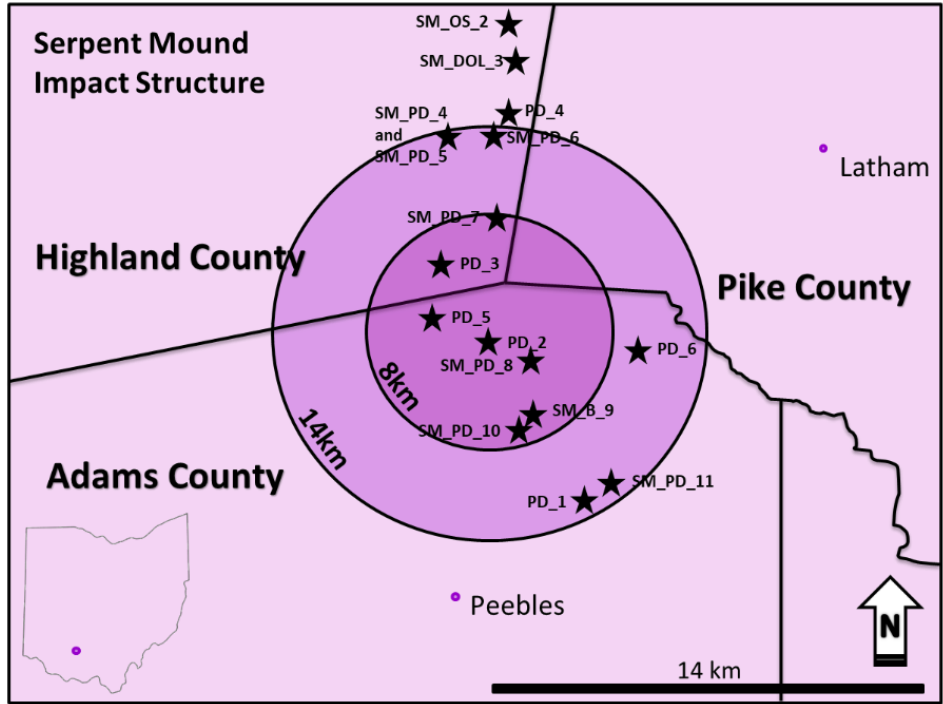 Serpent Mound
Impact Structure
SM_OS_2
SM_DOL_3
SM_PD_4
and
SM_PD_5
PD_4
SM_PD_6
Latham
SM_PD_7
Highland County
PD_3
Pike County
PD_5
PD_2
PD_6
SM_PD_8
8km
SM_B_9
SM_PD_10
14km
Adams County
SM_PD_11
PD_1
Peebles
N
14 km